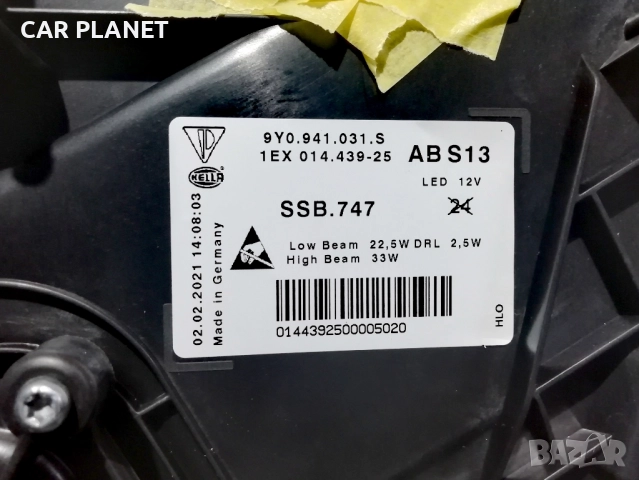 CAR PLANET
9Y0.941.031.S
1EX 014.439-25
AB S13
HELLA
LED 12V
SSB.747
24
Low Beam 22,5W DRL 2,5W
High Beam 33W
02.02.2021 14:08:03
Made in Germany
0144392500005020
HLO
BAZAR